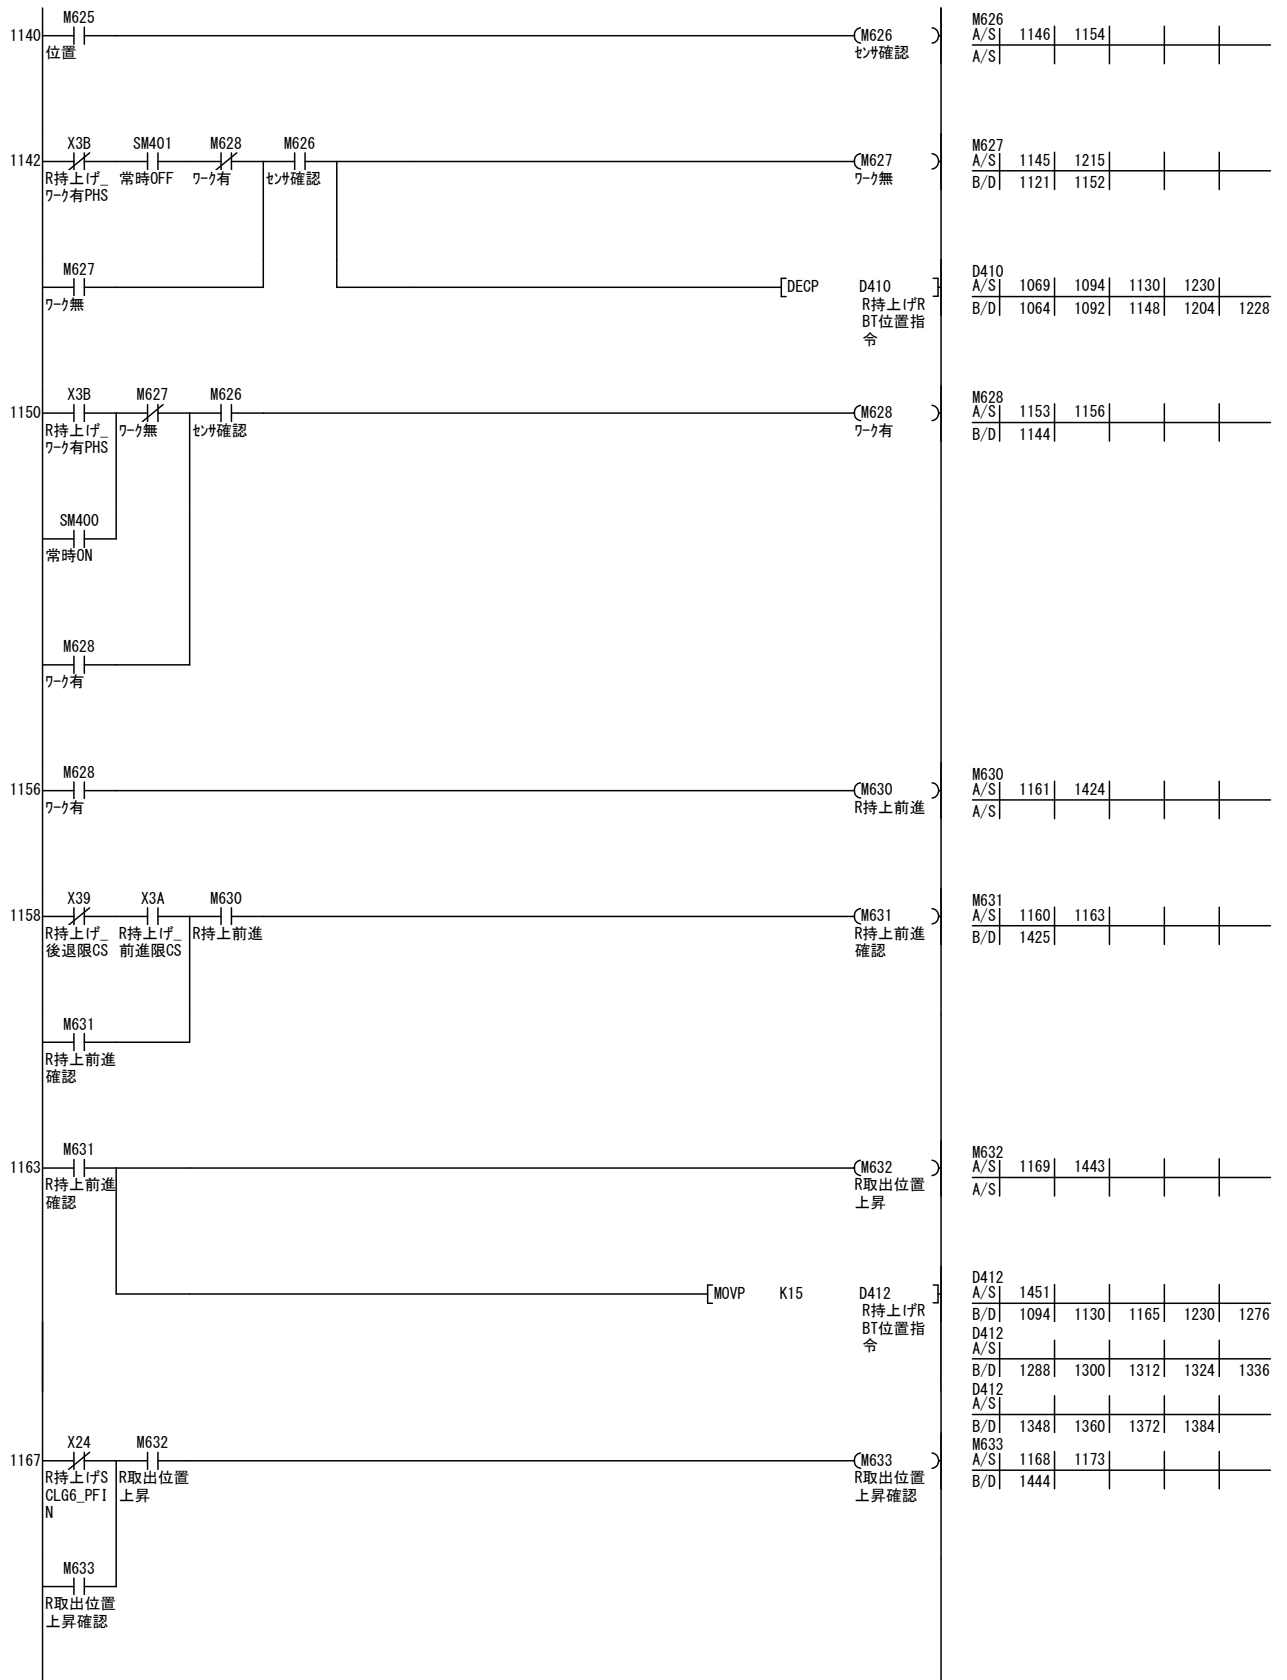 M625
1140
位置
(M626 )
センサ確認
M626
A/S 1146 1154
A/S
X3B SM401 M628 M626
1142
R持上げ_ 常時OFF ワーク有 センサ確認
ワーク有PHS
(M627 )
ワーク無
M627
A/S 1145 1215
B/D 1121 1152
M627
ワーク無
[DECP D410 ]
R持上げR
BT位置指
令
D410
A/S 1069 1094 1130 1230
B/D 1064 1092 1148 1204 1228
X3B M627 M626
1150
R持上げ_ ワーク無 センサ確認
ワーク有PHS
(M628 )
ワーク有
M628
A/S 1153 1156
B/D 1144
SM400
常時ON
M628
ワーク有
M628
1156
ワーク有
(M630 )
R持上前進
M630
A/S 1161 1424
A/S
X39 X3A M630
1158
R持上げ_ R持上げ_ R持上前進
後退限CS 前進限CS
(M631 )
R持上前進
確認
M631
A/S 1160 1163
B/D 1425
M631
R持上前進
確認
M631
1163
R持上前進
確認
(M632 )
R取出位置
上昇
M632
A/S 1169 1443
A/S
[MOVP K15 D412 ]
R持上げR
BT位置指
令
D412
A/S 1451
B/D 1094 1130 1165 1230 1276
D412
A/S
B/D 1288 1300 1312 1324 1336
D412
A/S
B/D 1348 1360 1372 1384
X24 M632
1167
R持上げS R取出位置
CLG6_PFI 上昇
N
(M633 )
R取出位置
上昇確認
M633
A/S 1168 1173
B/D 1444
M633
R取出位置
上昇確認